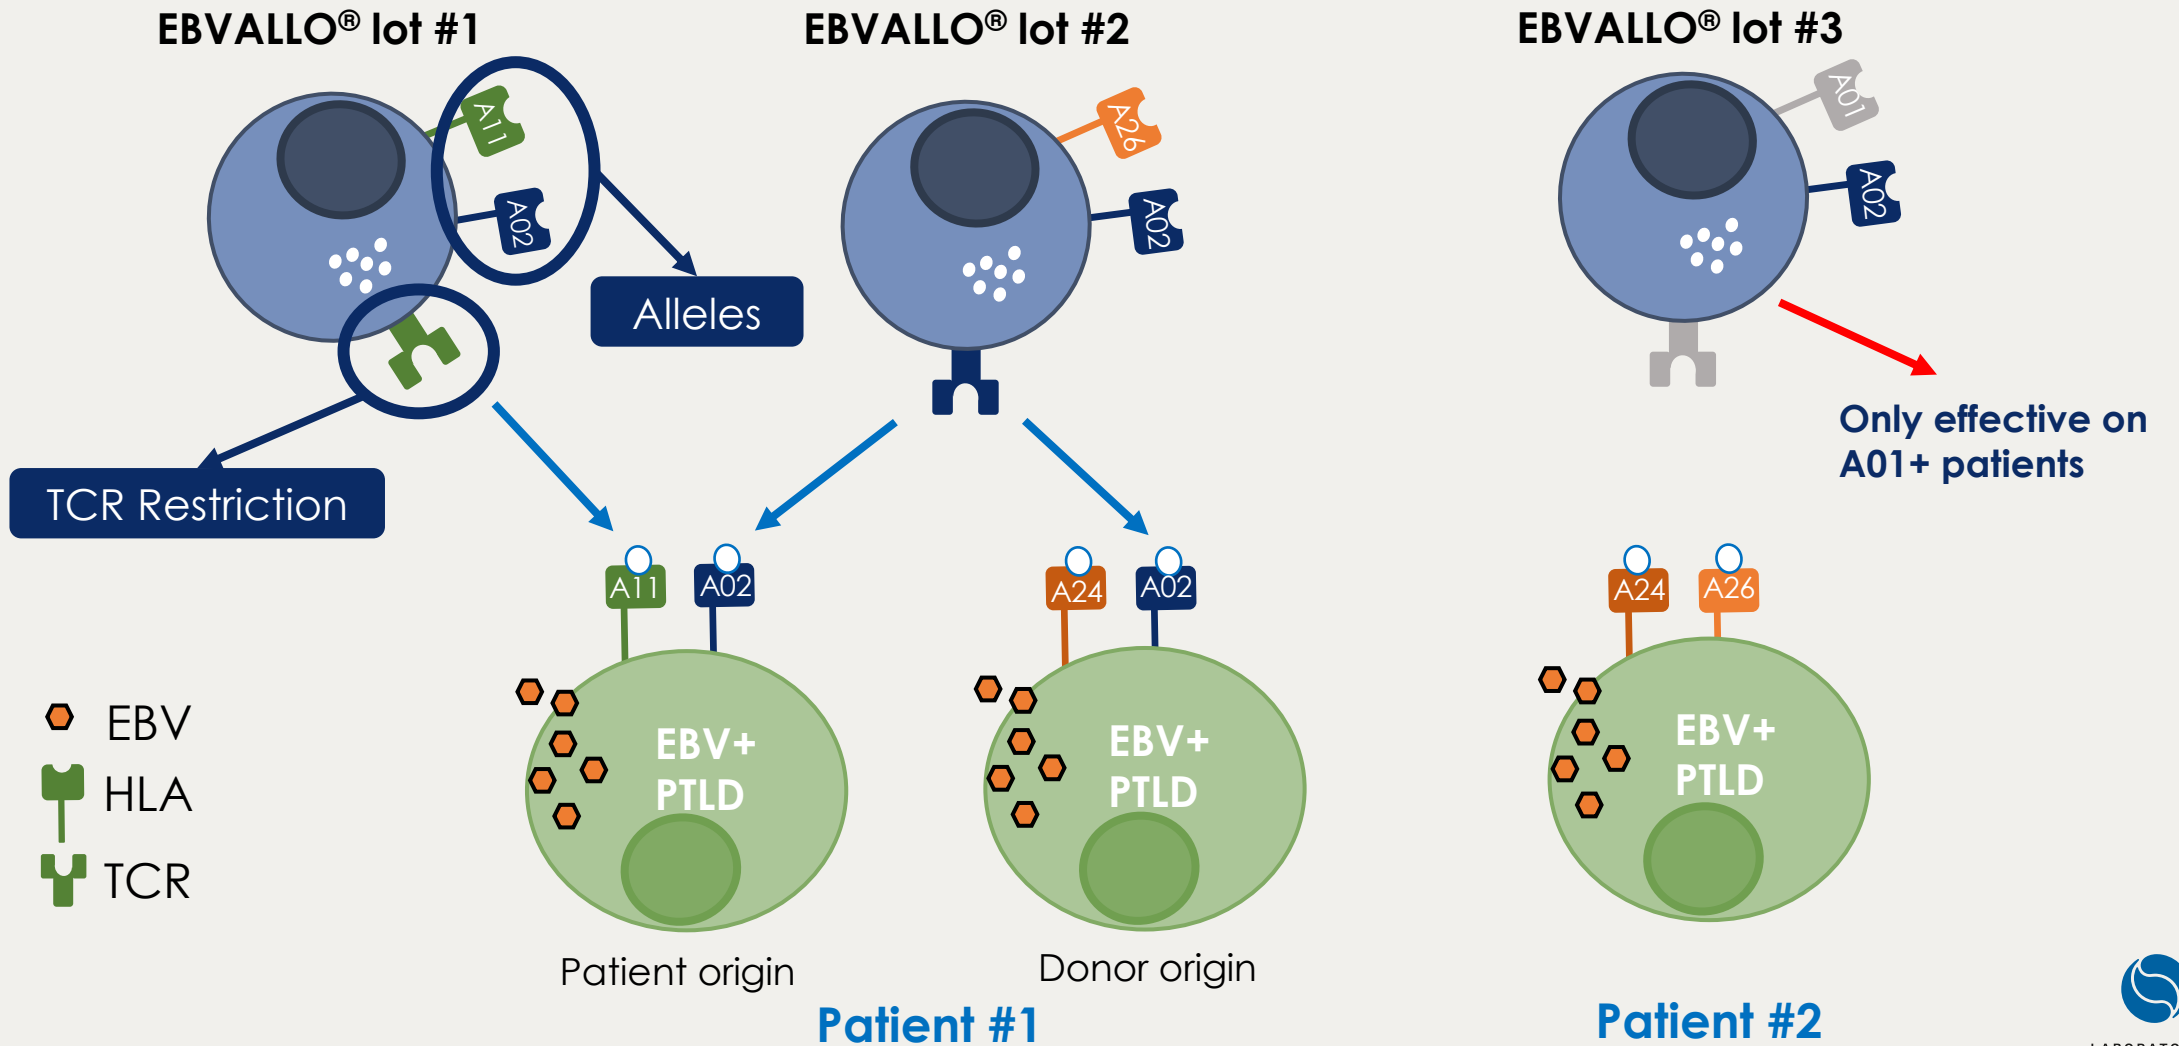 EBVALLO® lot #1
EBVALLO® lot #2
EBVALLO® lot #3
A11
A02
A26
A02
A01
A02
Alleles
TCR Restriction
Only effective on
A01+ patients
A11
A02
A24
A02
A24
A26
EBV
HLA
TCR
EBV+
PTLD
EBV+
PTLD
EBV+
PTLD
Patient origin
Donor origin
Patient #1
Patient #2